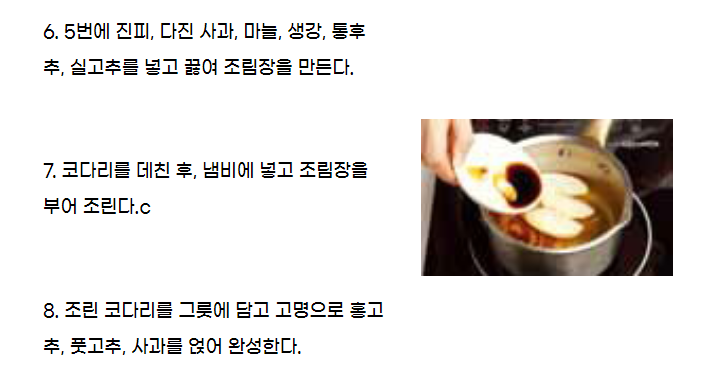 6. 5번에 진피, 다진 사과, 마늘, 생강, 통후
추, 실고추를 넣고 끓여 조림장을 만든다.
7. 코다리를 데친 후, 냄비에 넣고 조림장을
부어 조린다.c
8. 조린 코다리를 그릇에 담고 고명으로 홍고
추, 풋고추, 사과를 얹어 완성한다.